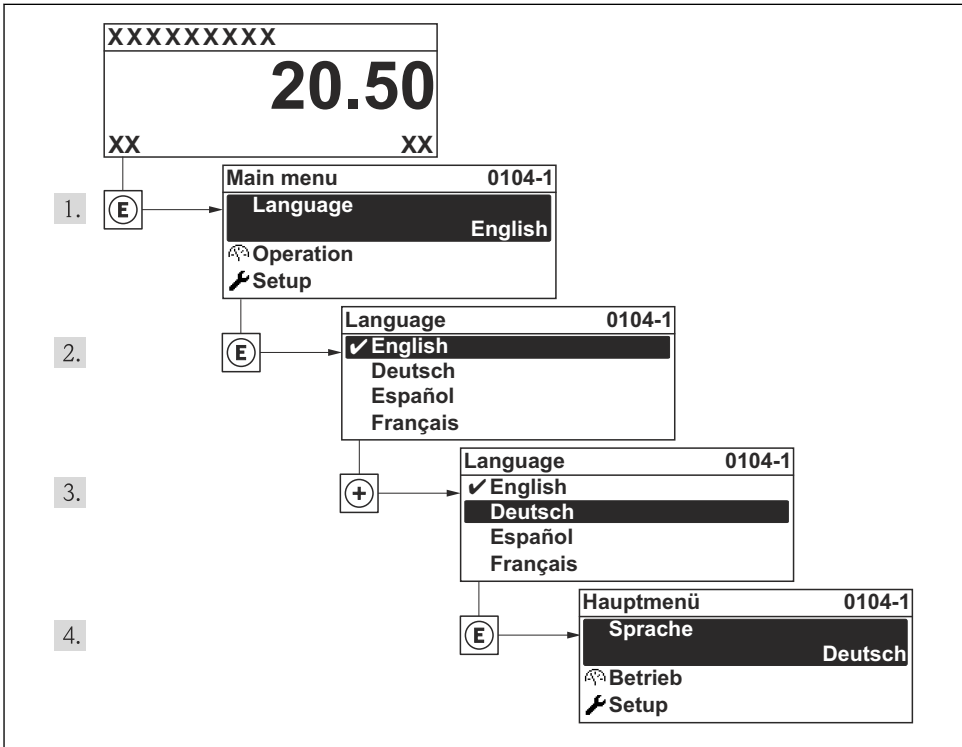 XXXXXXXXX
20.50
XX XX
1. E
Main menu 0104-1
Language
English
Operation
Setup
2. E
Language 0104-1
✔ English
Deutsch
Español
Français
3. +
Language 0104-1
✔ English
Deutsch
Español
Français
4. E
Hauptmenü 0104-1
Sprache
Deutsch
Betrieb
Setup